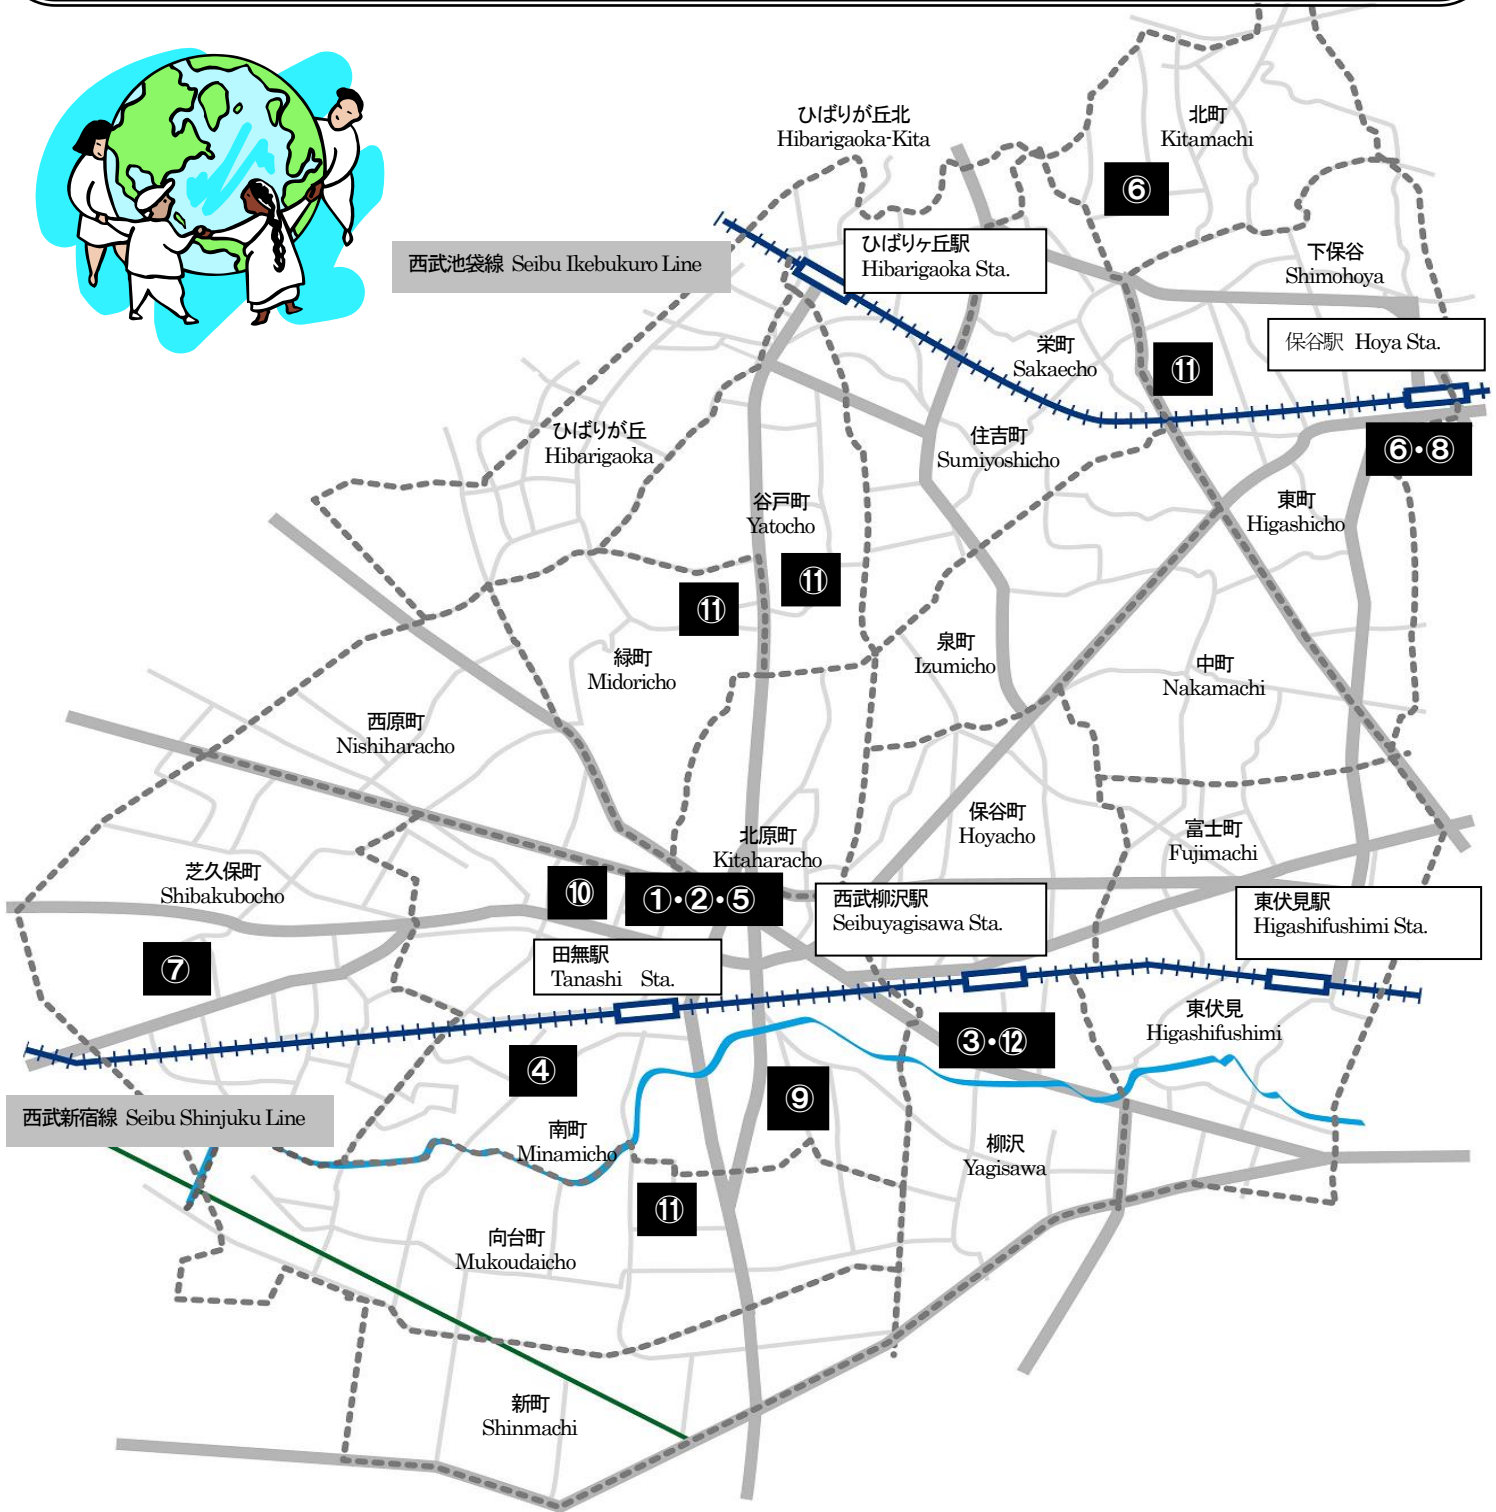 ひばりが丘北
Hibarigaoka-Kita
北町
Kitamachi
⑥
西武池袋線 Seibu Ikebukuro Line
ひばりヶ丘駅
Hibarigaoka Sta.
下保谷
Shimohoya
栄町
Sakaecho
保谷駅 Hoya Sta.
⑪
ひばりが丘
Hibarigaoka
住吉町
Sumiyoshicho
⑥・⑧
谷戸町
Yatocho
東町
Higashicho
⑪
⑪
緑町
Midoricho
泉町
Izumicho
中町
Nakamachi
西原町
Nishiharacho
北原町
Kitaharacho
保谷町
Hoyacho
富士町
Fujimachi
芝久保町
Shibakubocho
⑩
①・②・⑤
西武柳沢駅
Seibuyagisawa Sta.
東伏見駅
Higashifushimi Sta.
⑦
田無駅
Tanashi Sta.
東伏見
Higashifushimi
③・⑫
④
⑨
西武新宿線 Seibu Shinjuku Line
南町
Minamicho
柳沢
Yagisawa
⑪
向台町
Mukoudaicho
新町
Shinmachi